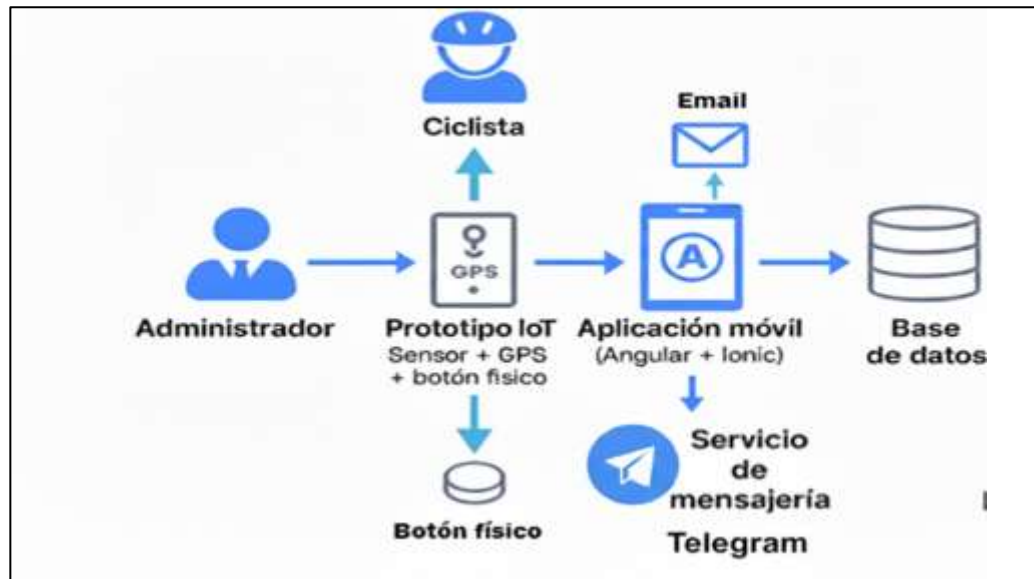 Ciclista
Email
GPS
A
Administrador
Prototipo IoT
Sensor + GPS
+ botón físico
Aplicación móvil
(Angular + Ionic)
Base
de datos
Botón físico
Servicio
de
mensajería
Telegram